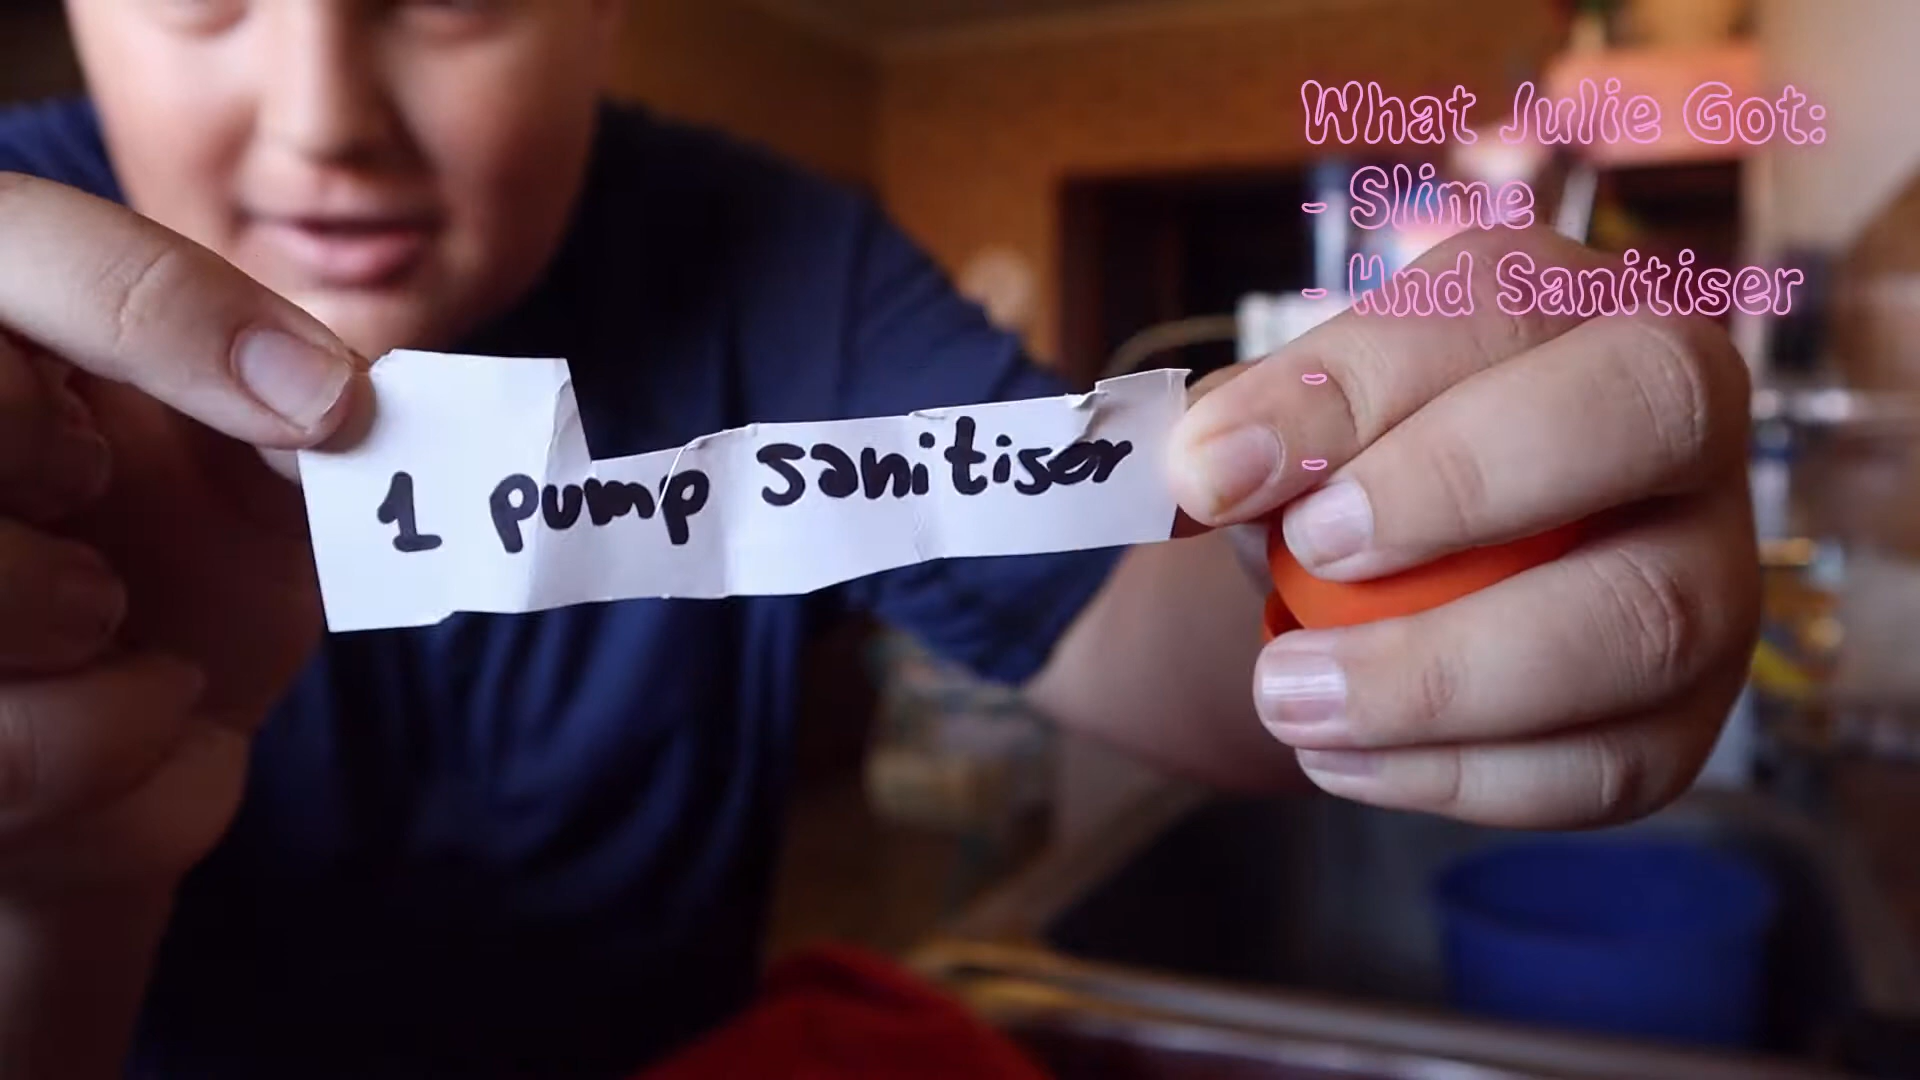 What Julie Got:
- Slime
- Hnd Sanitiser
-
-
1 pump sanitiser